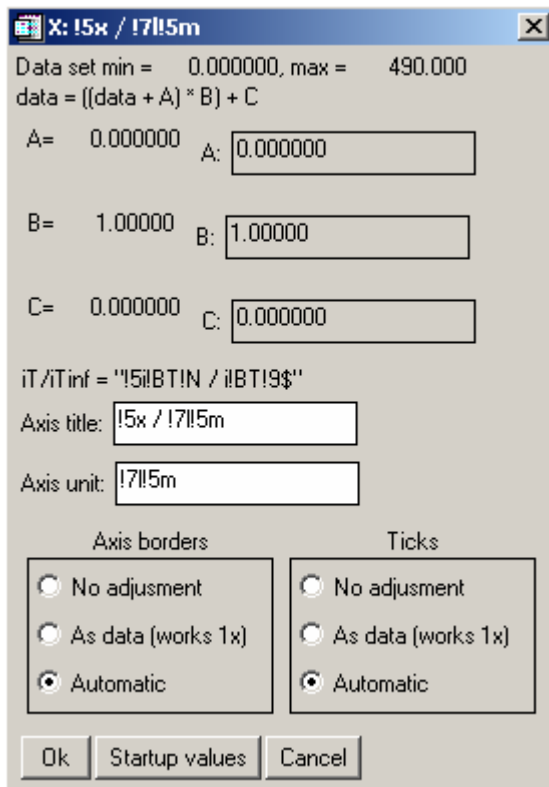 X: !5x / !7l!5m
Data set min = 0.000000, max = 490.000
data = ((data + A) * B) + C
A= 0.000000 A: 0.000000
B= 1.00000 B: 1.00000
C= 0.000000 C: 0.000000
iT/iTinf = "!5i!BT!N / i!BT!9$"
Axis title: !5x / !7l!5m
Axis unit: !7l!5m
Axis borders Ticks
No adjusment No adjusment
As data (works 1x) As data (works 1x)
Automatic Automatic
Ok Startup values Cancel